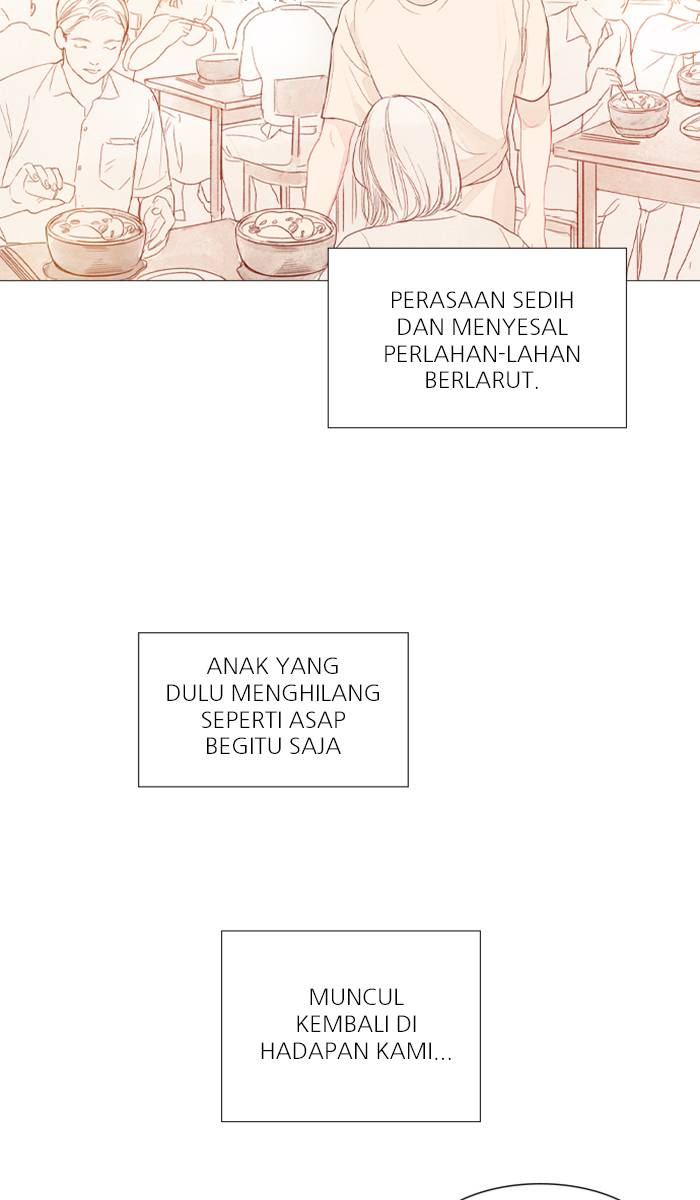 PERASAAN SEDIH
DAN MENYESAL
PERLAHAN-LAHAN
BERLARUT.
ANAK YANG
DULU MENGHILANG
SEPERTI ASAP
BEGITU SAJA
MUNCUL
KEMBALI DI
HADAPAN KAMI...